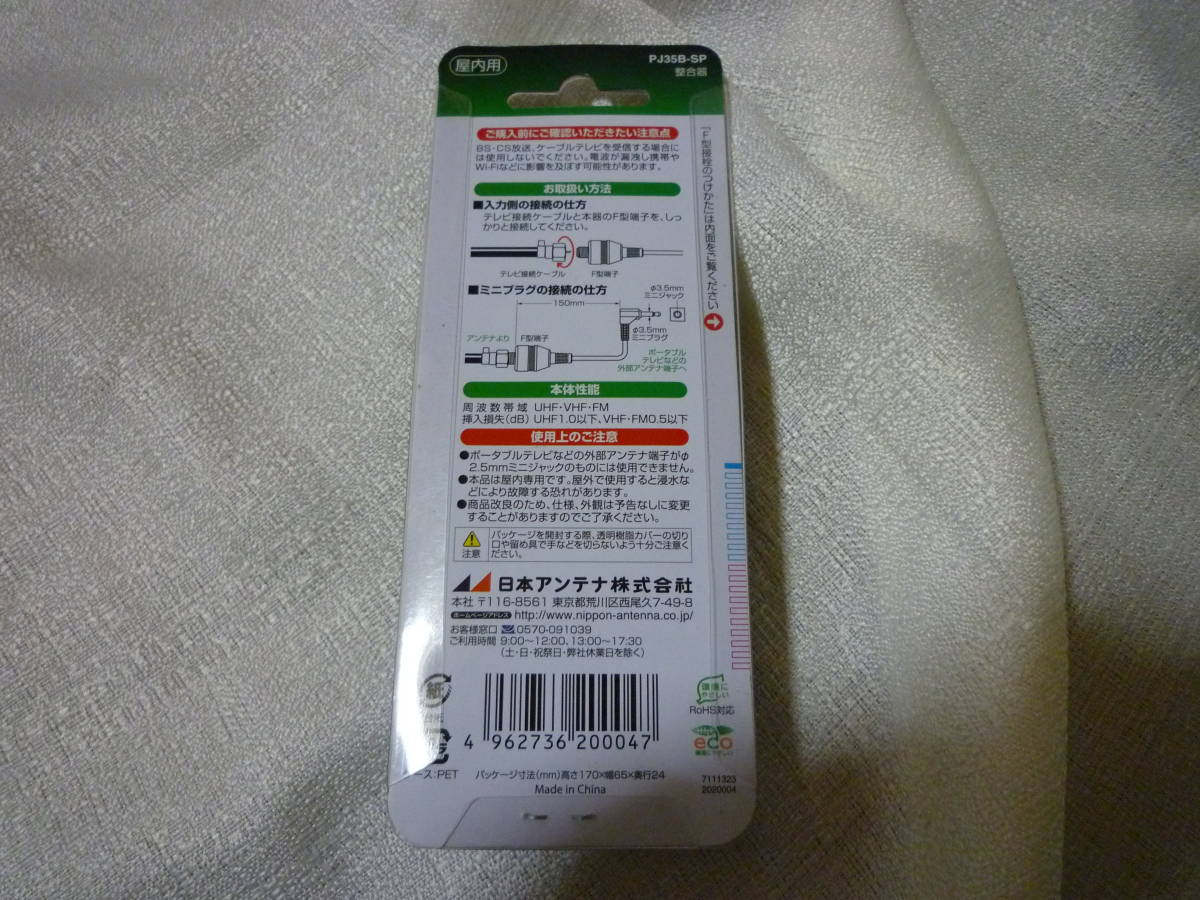 屋内用
PJ35B-SP
整合器
ご購入前にご確認いただきたい注意点
BS・CS放送、ケーブルテレビを受信する場合に
は使用しないでください。電波が漏洩し携帯や
Wi-Fiなどに影響を及ぼす可能性があります。
「F型接栓のつけかた」は内面をご覧ください
お取扱い方法
■入力側の接続の仕方
テレビ接続ケーブルと本器のF型端子を、しっ
かりと接続してください。
テレビ接続ケーブル
F型端子
■ミニプラグの接続の仕方
φ3.5mm
ミニジャック
150mm
アンテナより
F型端子
φ3.5mm
ミニプラグ
ポータブル
テレビなどの
外部アンテナ端子へ
本体性能
周波数帯域 UHF・VHF・FM
挿入損失(dB) UHF1.0以下、VHF・FM0.5以下
使用上のご注意
●ポータブルテレビなどの外部アンテナ端子がφ
2.5mmミニジャックのものには使用できません。
●本品は屋内専用です。屋外で使用すると浸水な
どにより故障する恐れがあります。
●商品改良のため、仕様、外観は予告なしに変更
することがありますのでご了承ください。
注意
パッケージを開封する際、透明樹脂カバーの切り
口や留め具で手などを切らないよう十分ご注意く
ださい。
日本アンテナ株式会社
本社 〒116-8561 東京都荒川区西尾久7-49-8
ホームページアドレス http://www.nippon-antenna.co.jp/
お客様窓口 0570-091039
ご利用時間 9:00〜12:00、13:00〜17:30
(土・日・祝祭日・弊社休業日を除く)
紙
環境に
やさしい
RoHS対応
eco
4 962736 200047
ース:PET
パッケージ寸法(mm)高さ170×幅65×奥行24
Made in China
7111323
2020004